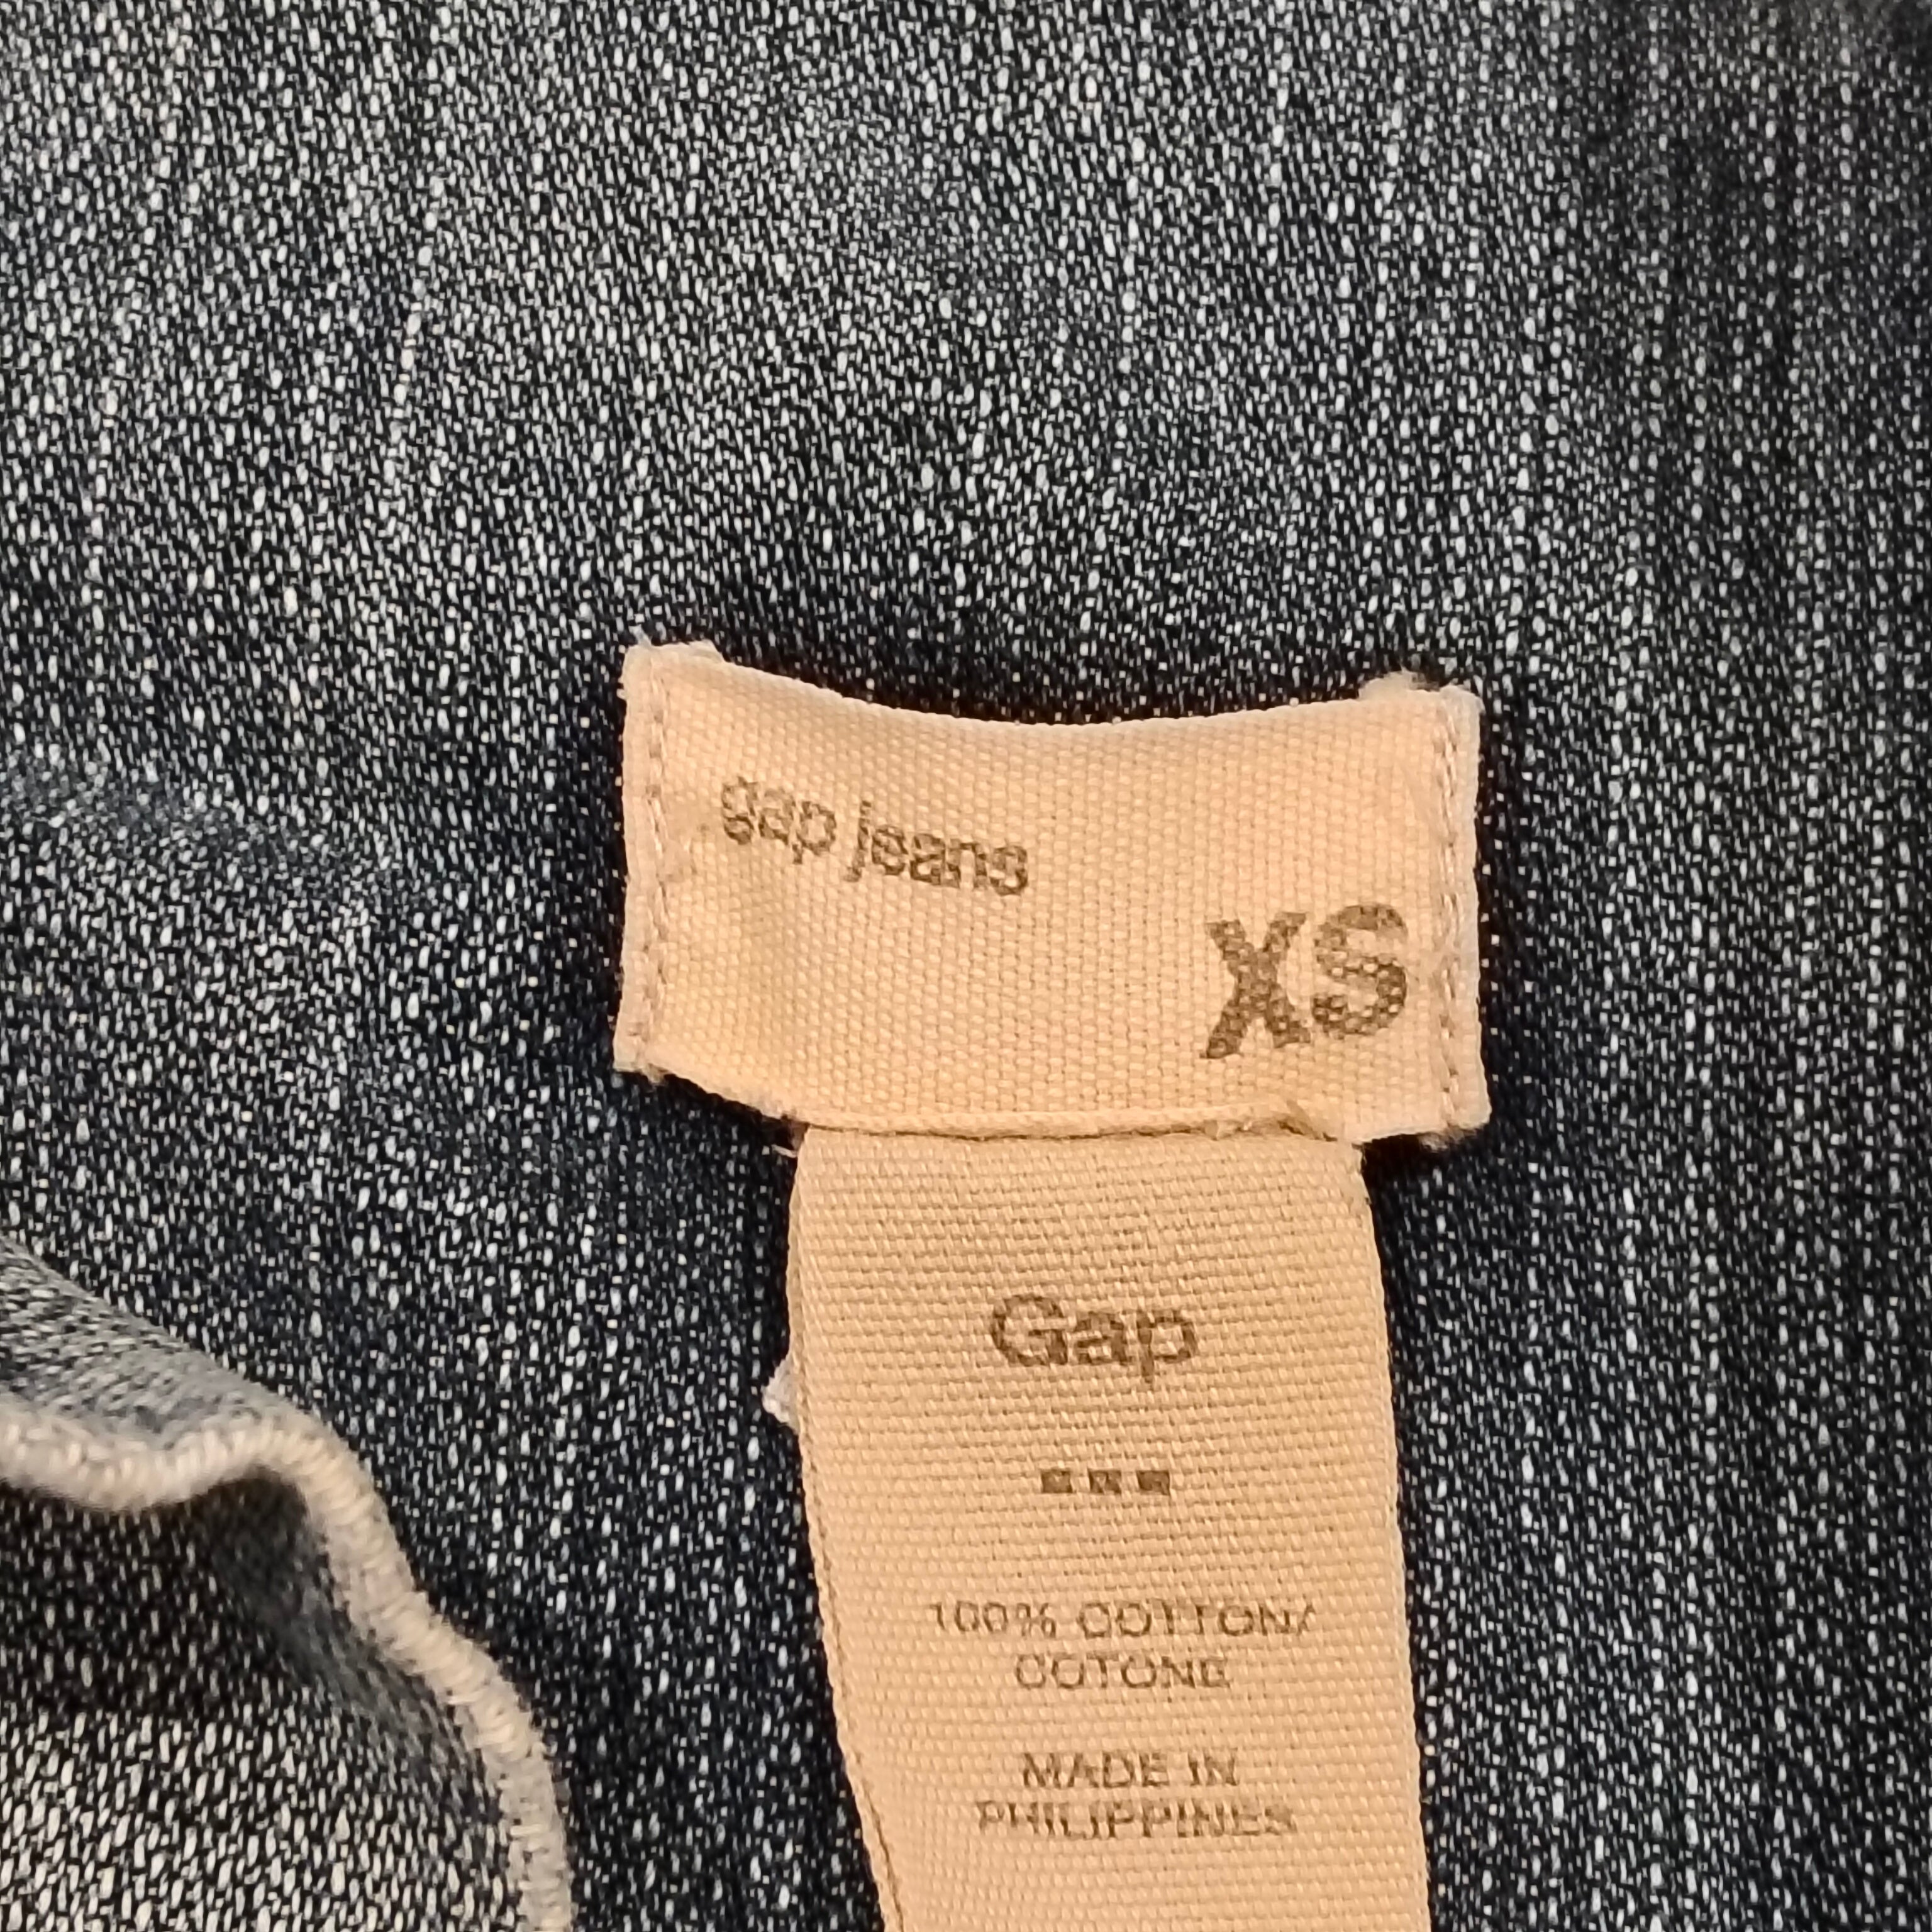 gap jeans
XS
Gap
100% COTTON/
COTONE
MADE IN
PHILIPPINES